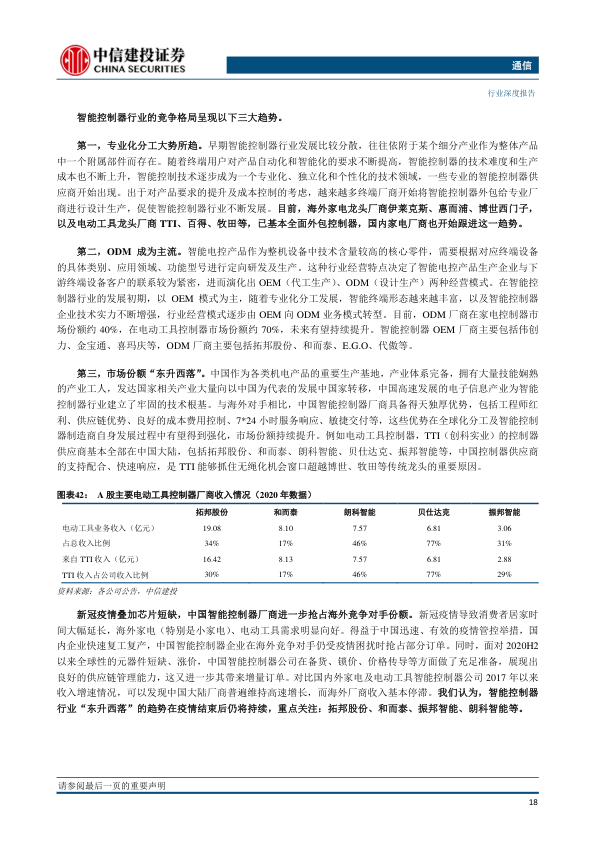 中信建投证券
CHINA SECURITIES
通信
行业深度报告
智能控制器行业的竞争格局呈现以下三大趋势。
第一，专业化分工大势所趋。早期智能控制器行业发展比较分散，往往依附于某个细分产业作为整体产品
中一个附属部件而存在。随着终端用户对产品自动化和智能化的要求不断提高，智能控制器的技术难度和生产
成本也不断上升，智能控制技术逐步成为一个专业化、独立化和个性化的技术领域，一些专业的智能控制器供
应商开始出现。出于对产品要求的提升及成本控制的考虑，越来越多终端厂商开始将智能控制器外包给专业厂
商进行设计生产，促使智能控制器行业不断发展。目前，海外家电龙头厂商伊莱克斯、惠而浦、博世西门子，
以及电动工具龙头厂商 TTI、百得、牧田等，已基本全面外包控制器，国内家电厂商也开始跟进这一趋势。
第二，ODM 成为主流。智能电控产品作为整机设备中技术含量较高的核心零件，需要根据对应终端设备
的具体类别、应用领域、功能型号进行定向研发及生产。这种行业经营特点决定了智能电控产品生产企业与下
游终端设备客户的联系较为紧密，进而演化出 OEM（代工生产）、ODM（设计生产）两种经营模式。在智能控
制器行业的发展初期，以 OEM 模式为主，随着专业化分工发展，智能终端形态越来越丰富，以及智能控制器
企业技术实力不断增强，行业经营模式逐步由 OEM 向 ODM 业务模式转型。目前，ODM 厂商在家电控制器市
场份额约 40%，在电动工具控制器市场份额约 70%，未来有望持续提升。智能控制器 OEM 厂商主要包括伟创
力、金宝通、喜玛庆等，ODM 厂商主要包括拓邦股份、和而泰、E.G.O、代傲等。
第三，市场份额“东升西落”。中国作为各类机电产品的重要生产基地，产业体系完备，拥有大量技能娴熟
的产业工人，发达国家相关产业大量向以中国为代表的发展中国家转移，中国高速发展的电子信息产业为智能
控制器行业建立了牢固的技术根基。与海外对手相比，中国智能控制器厂商具备得天独厚优势，包括工程师红
利、供应链优势、良好的成本费用控制、7*24 小时服务响应、敏捷交付等，这些优势在全球化分工及智能控制
器制造商自身发展过程中有望得到强化，市场份额持续提升。例如电动工具控制器，TTI（创科实业）的控制器
供应商基本全部在中国大陆，包括拓邦股份、和而泰、朗科智能、贝仕达克、振邦智能等，中国控制器供应商
的支持配合、快速响应，是 TTI 能够抓住无绳化机会窗口超越博世、牧田等传统龙头的重要原因。
图表42： A 股主要电动工具控制器厂商收入情况（2020 年数据）
拓邦股份 和而泰 朗科智能 贝仕达克 振邦智能
电动工具业务收入（亿元） 19.08 8.10 7.57 6.81 3.06
占总收入比例 34% 17% 46% 77% 31%
来自 TTI 收入（亿元） 16.42 8.13 7.57 6.81 2.88
TTI 收入占公司收入比例 30% 17% 46% 77% 29%
资料来源：各公司公告，中信建投
新冠疫情叠加芯片短缺，中国智能控制器厂商进一步抢占海外竞争对手份额。新冠疫情导致消费者居家时
间大幅延长，海外家电（特别是小家电）、电动工具需求明显向好。得益于中国迅速、有效的疫情管控举措，国
内企业快速复工复产，中国智能控制器企业在海外竞争对手仍受疫情困扰时抢占部分订单。同时，面对 2020H2
以来全球性的元器件短缺、涨价，中国智能控制器公司在备货、锁价、价格传导等方面做了充足准备，展现出
良好的供应链管理能力，这又进一步其带来增量订单。对比国内外家电及电动工具智能控制器公司 2017 年以来
收入增速情况，可以发现中国大陆厂商普遍维持高速增长，而海外厂商收入基本停滞。我们认为，智能控制器
行业“东升西落”的趋势在疫情结束后仍将持续，重点关注：拓邦股份、和而泰、振邦智能、朗科智能等。
请参阅最后一页的重要声明
18